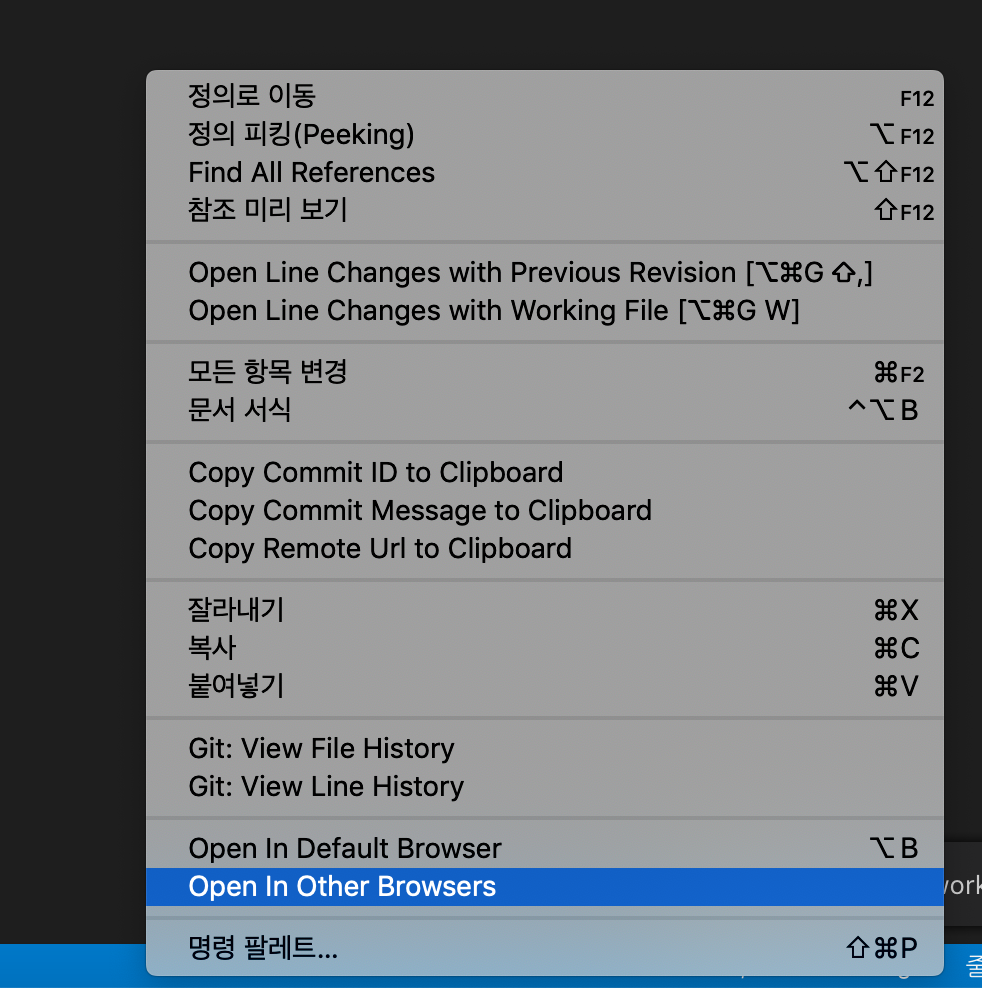 정의로 이동 F12
정의 피킹(Peeking) ⌥F12
Find All References ⌥⇧F12
참조 미리 보기 ⇧F12
Open Line Changes with Previous Revision [⌥⌘G ⇧,]
Open Line Changes with Working File [⌥⌘G W]
모든 항목 변경 ⌘F2
문서 서식 ^⌥B
Copy Commit ID to Clipboard
Copy Commit Message to Clipboard
Copy Remote Url to Clipboard
잘라내기 ⌘X
복사 ⌘C
붙여넣기 ⌘V
Git: View File History
Git: View Line History
Open In Default Browser ⌥B
Open In Other Browsers
명령 팔레트... ⇧⌘P
줄